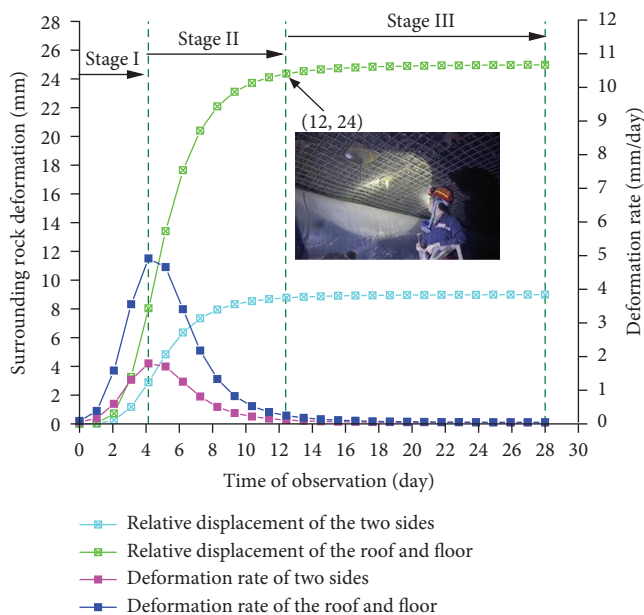 Stage I
Stage II
Stage III
(12, 24)
Surrounding rock deformation (mm)
28
26
24
22
20
18
16
14
12
10
8
6
4
2
0
Deformation rate (mm/day)
12
11
10
9
8
7
6
5
4
3
2
1
0
0 2 4 6 8 10 12 14 16 18 20 22 24 26 28 30
Time of observation (day)
Relative displacement of the two sides
Relative displacement of the roof and floor
Deformation rate of two sides
Deformation rate of the roof and floor